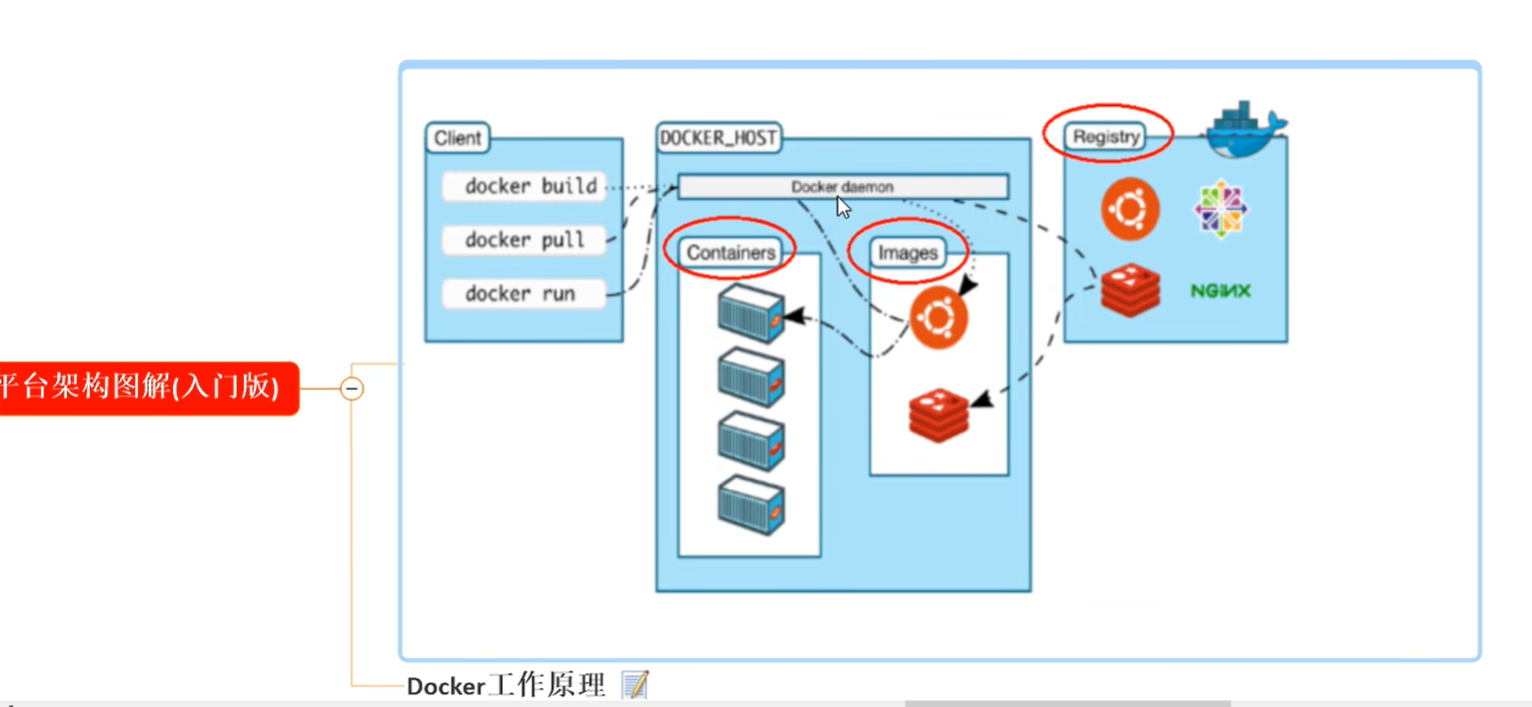 Client
docker build
docker pull
docker run
DOCKER_HOST
Docker daemon
Containers
Images
Registry
NGINX
平台架构图解(入门版)
Docker工作原理